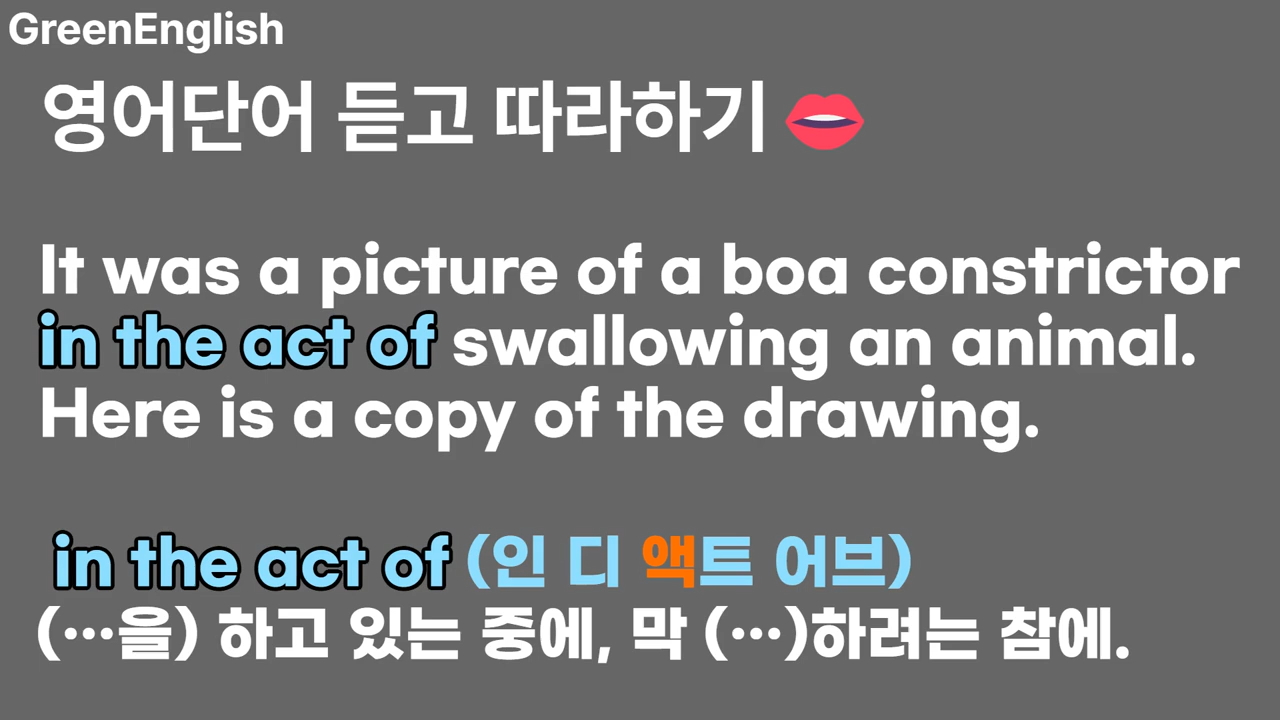 GreenEnglish
영어단어 듣고 따라하기
It was a picture of a boa constrictor
in the act of swallowing an animal.
Here is a copy of the drawing.
in the act of (인 디 액트 어브)
(…을) 하고 있는 중에, 막 (…)하려는 참에.